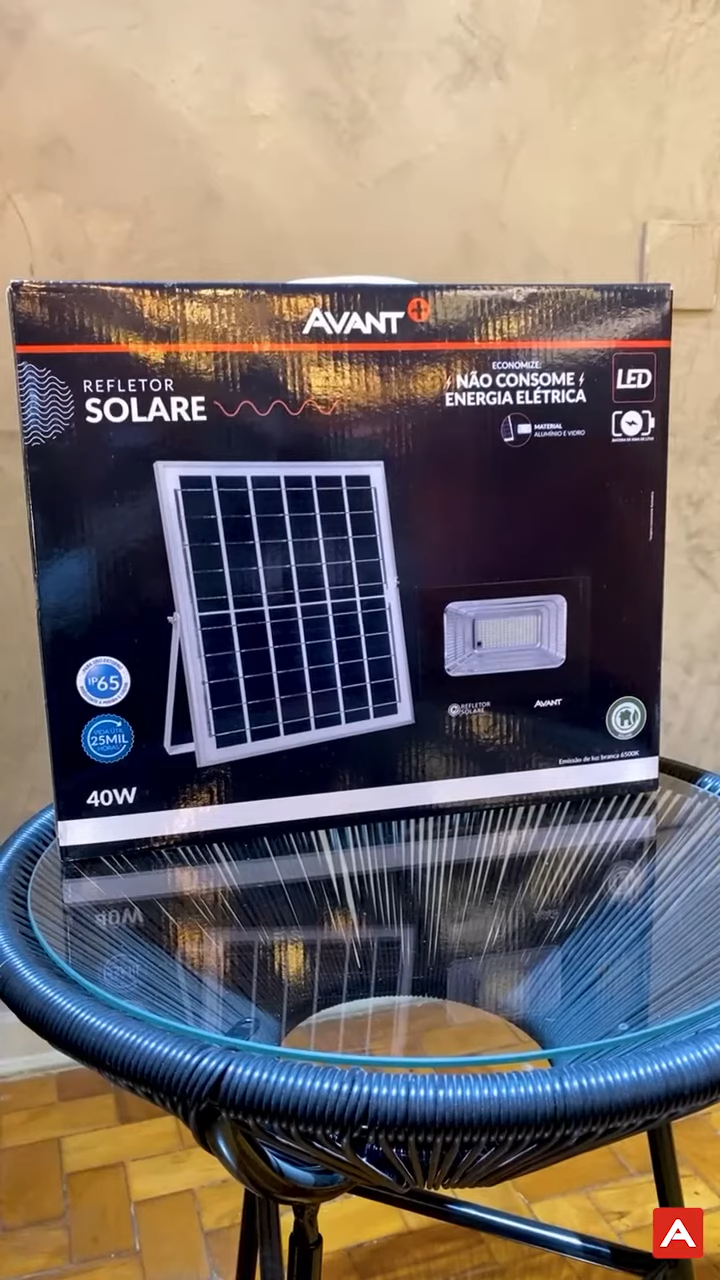 AVANT+
REFLETOR
SOLARE
ECONOMIZE:
NÃO CONSOME
ENERGIA ELÉTRICA
LED
MATERIAL
ALUMÍNIO E VIDRO
IP65
VIDA ÚTIL
25MIL
HORAS
REFLETOR
SOLARE
AVANT
Emissão de luz branca 6500K
40W